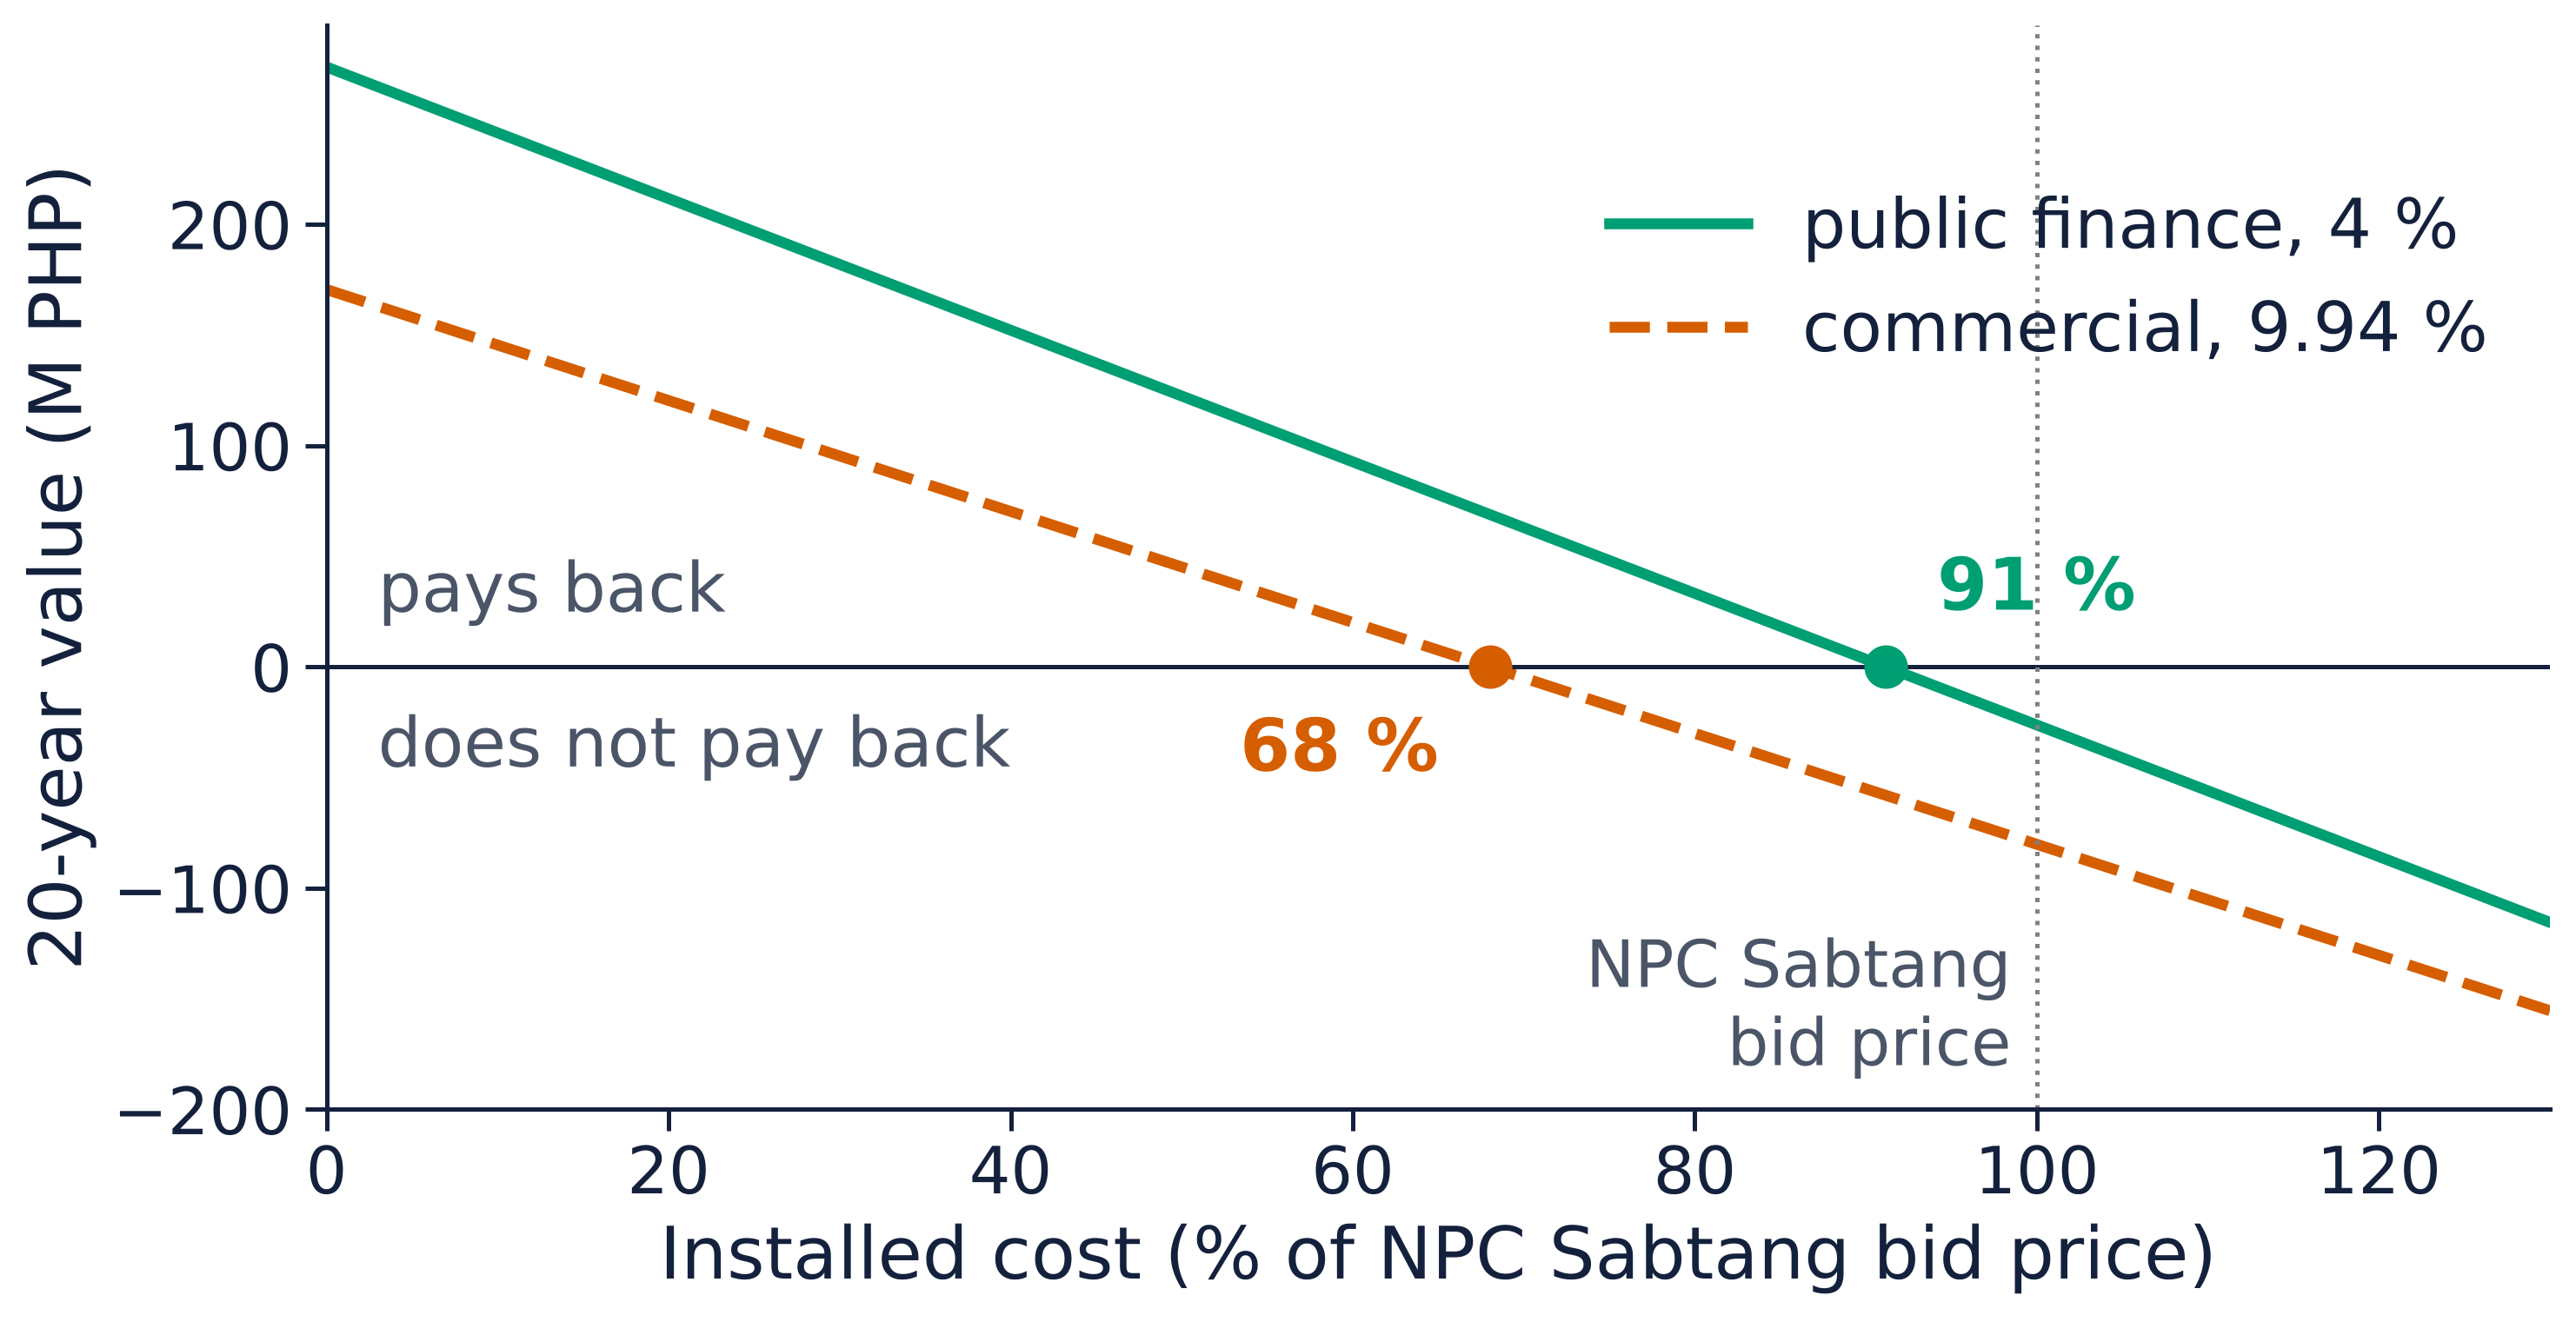 20-year value (M PHP)
200
100
0
−100
−200
public finance, 4 %
commercial, 9.94 %
pays back
91 %
does not pay back
68 %
NPC Sabtang
bid price
0 20 40 60 80 100 120
Installed cost (% of NPC Sabtang bid price)